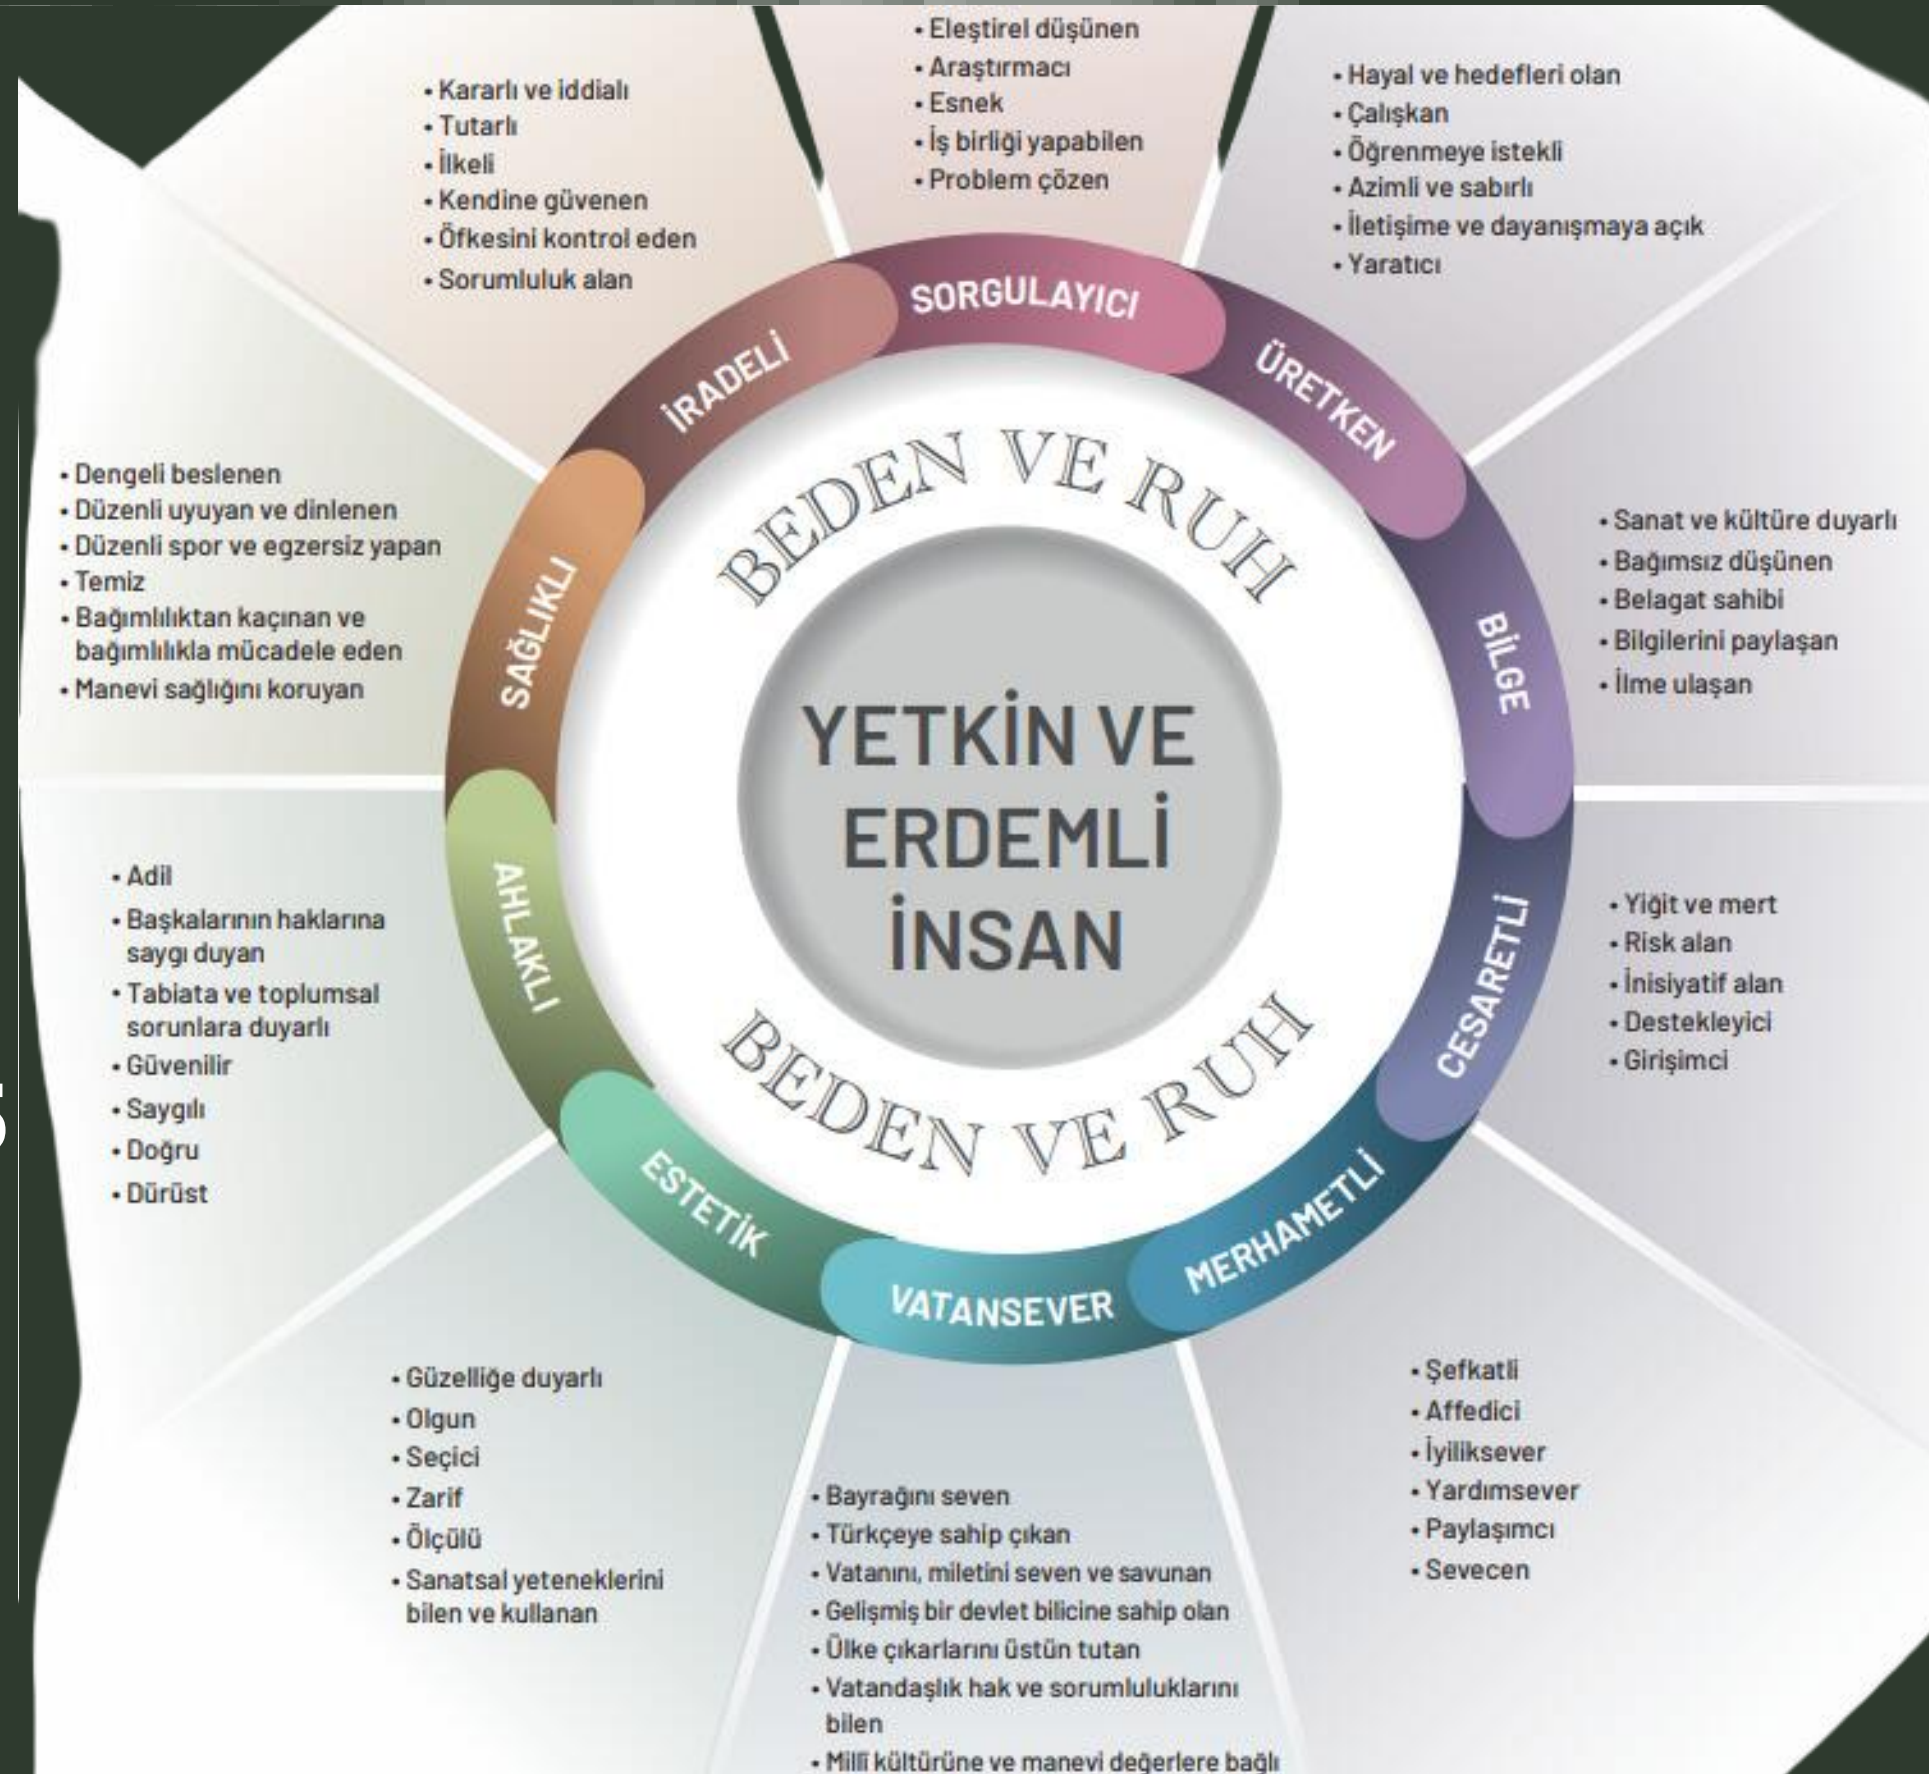 • Eleştirel düşünen
• Araştırmacı
• Esnek
• İş birliği yapabilen
• Problem çözen
• Kararlı ve iddialı
• Tutarlı
• İlkeli
• Kendine güvenen
• Öfkesini kontrol eden
• Sorumluluk alan
• Hayal ve hedefleri olan
• Çalışkan
• Öğrenmeye istekli
• Azimli ve sabırlı
• İletişime ve dayanışmaya açık
• Yaratıcı
SORGULAYICI
İRADELİ
ÜRETKEN
BEDEN VE RUH
• Dengeli beslenen
• Düzenli uyuyan ve dinlenen
• Düzenli spor ve egzersiz yapan
• Temiz
• Bağımlılıktan kaçınan ve
bağımlılıkla mücadele eden
• Manevi sağlığını koruyan
SAĞLIKLI
BİLGE
• Sanat ve kültüre duyarlı
• Bağımsız düşünen
• Belagat sahibi
• Bilgilerini paylaşan
• İlme ulaşan
YETKİN VE
ERDEMLİ
İNSAN
• Adil
• Başkalarının haklarına
saygı duyan
• Tabiata ve toplumsal
sorunlara duyarlı
• Güvenilir
• Saygılı
• Doğru
• Dürüst
AHLAKLI
CESARETLİ
• Yiğit ve mert
• Risk alan
• İnisiyatif alan
• Destekleyici
• Girişimci
BEDEN VE RUH
ESTETİK
VATANSEVER
MERHAMETLİ
• Güzelliğe duyarlı
• Olgun
• Seçici
• Zarif
• Ölçülü
• Sanatsal yeteneklerini
bilen ve kullanan
• Bayrağını seven
• Türkçeye sahip çıkan
• Vatanını, miletini seven ve savunan
• Gelişmiş bir devlet bilicine sahip olan
• Ülke çıkarlarını üstün tutan
• Vatandaşlık hak ve sorumluluklarını
bilen
• Millî kültürüne ve manevi değerlere bağlı
• Şefkatli
• Affedici
• İyiliksever
• Yardımsever
• Paylaşımcı
• Sevecen